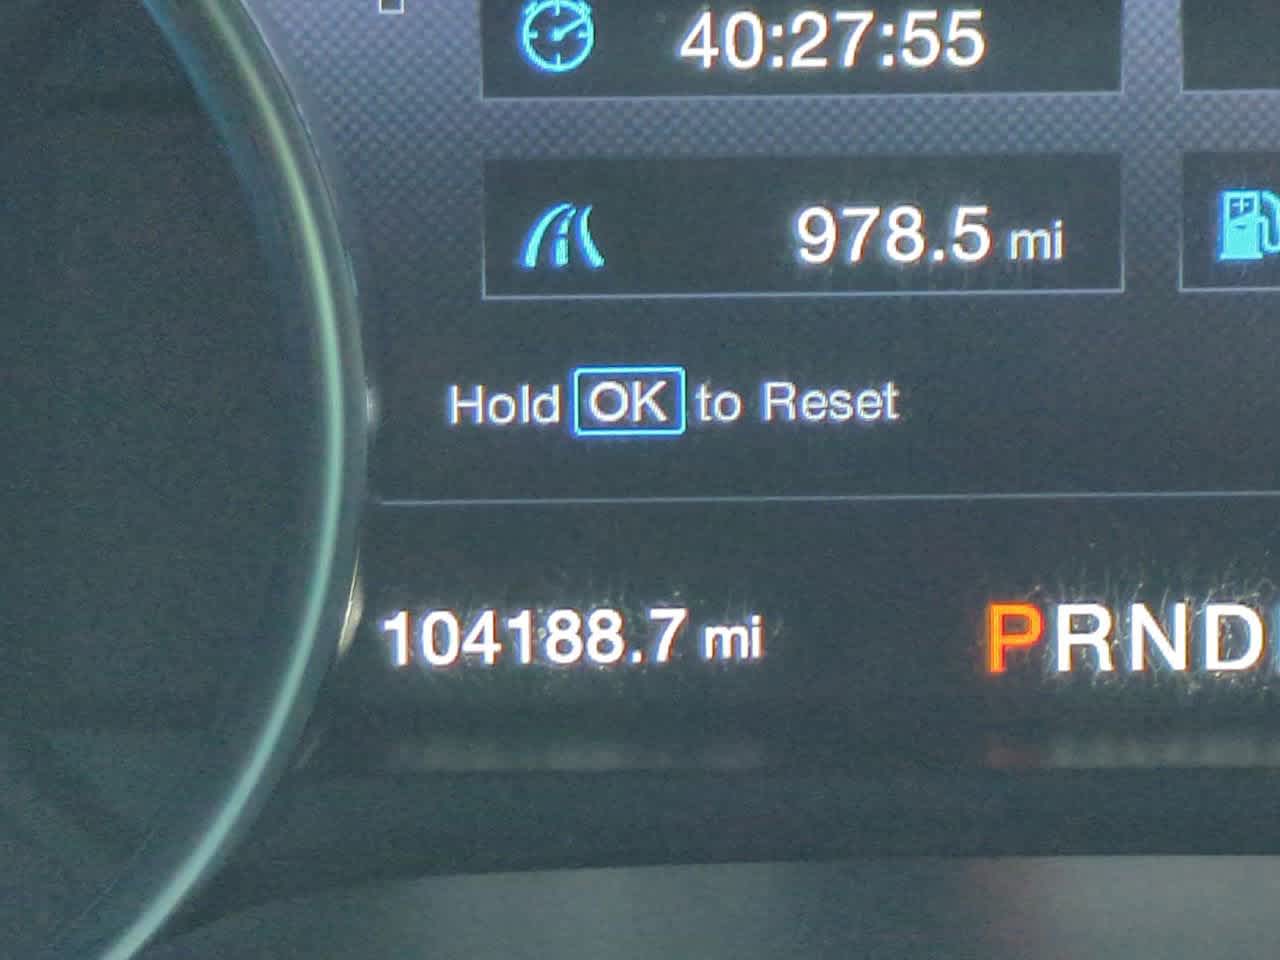 40:27:55
978.5 mi
Hold OK to Reset
104188.7 mi PRND